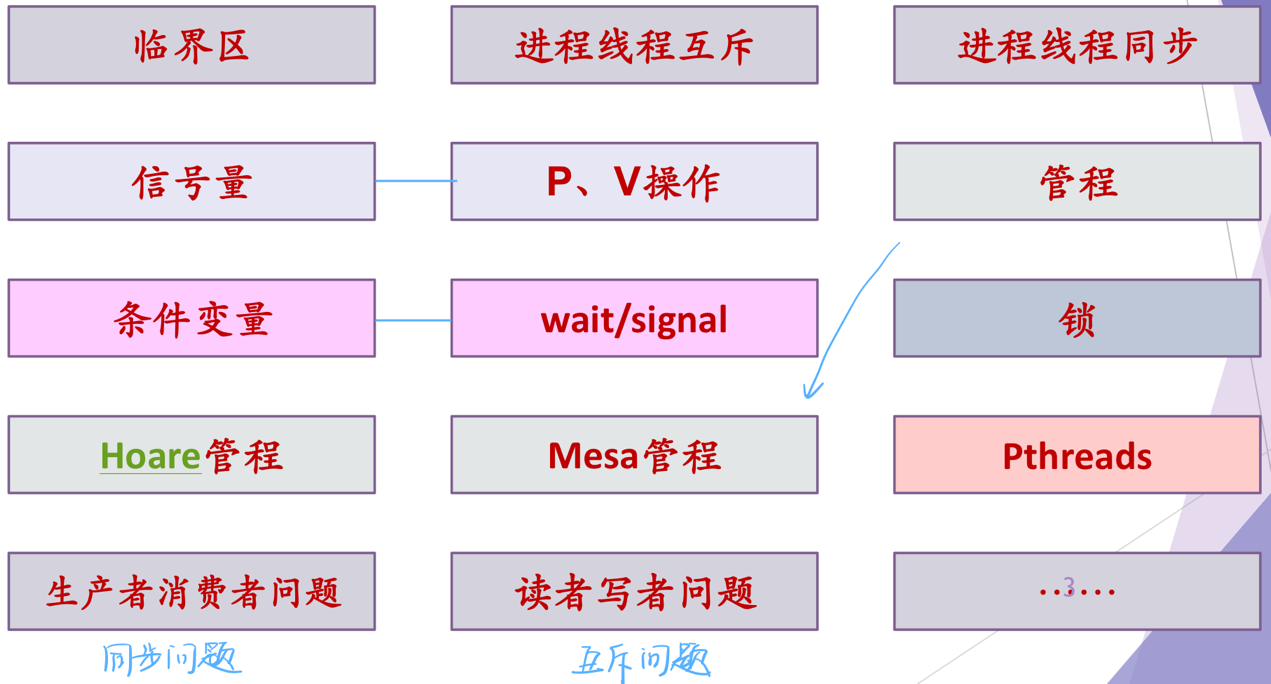 临界区
进程线程互斥
进程线程同步
信号量
P、V操作
管程
条件变量
wait/signal
锁
Hoare管程
Mesa管程
Pthreads
生产者消费者问题
读者写者问题
……
3
同步问题
互斥问题